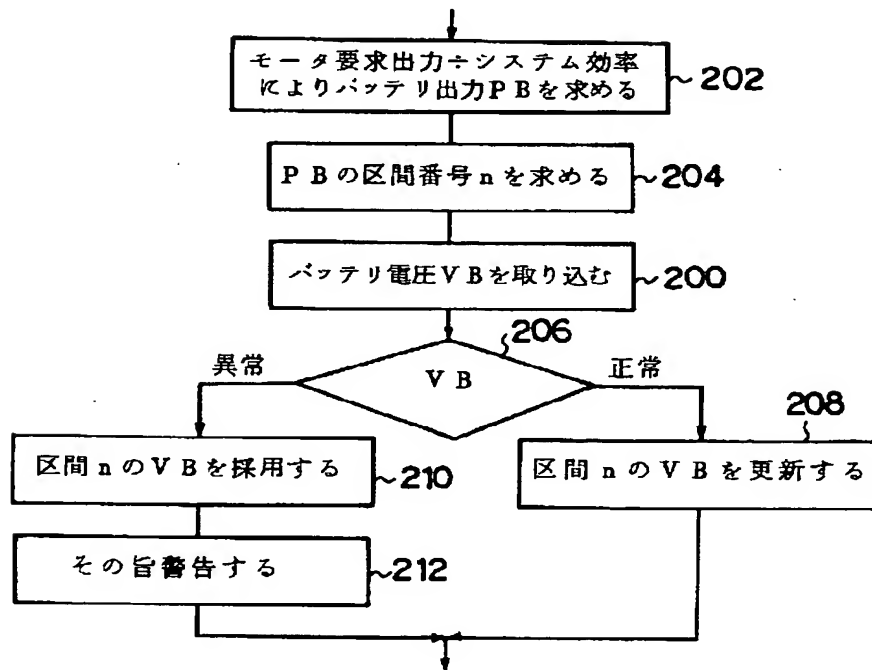 モータ要求出力÷システム効率
によりバッテリ出力PBを求める
202
PBの区間番号nを求める
204
バッテリ電圧VBを取り込む
200
206
異常
VB
正常
208
区間nのVBを採用する
210
区間nのVBを更新する
その旨警告する
212